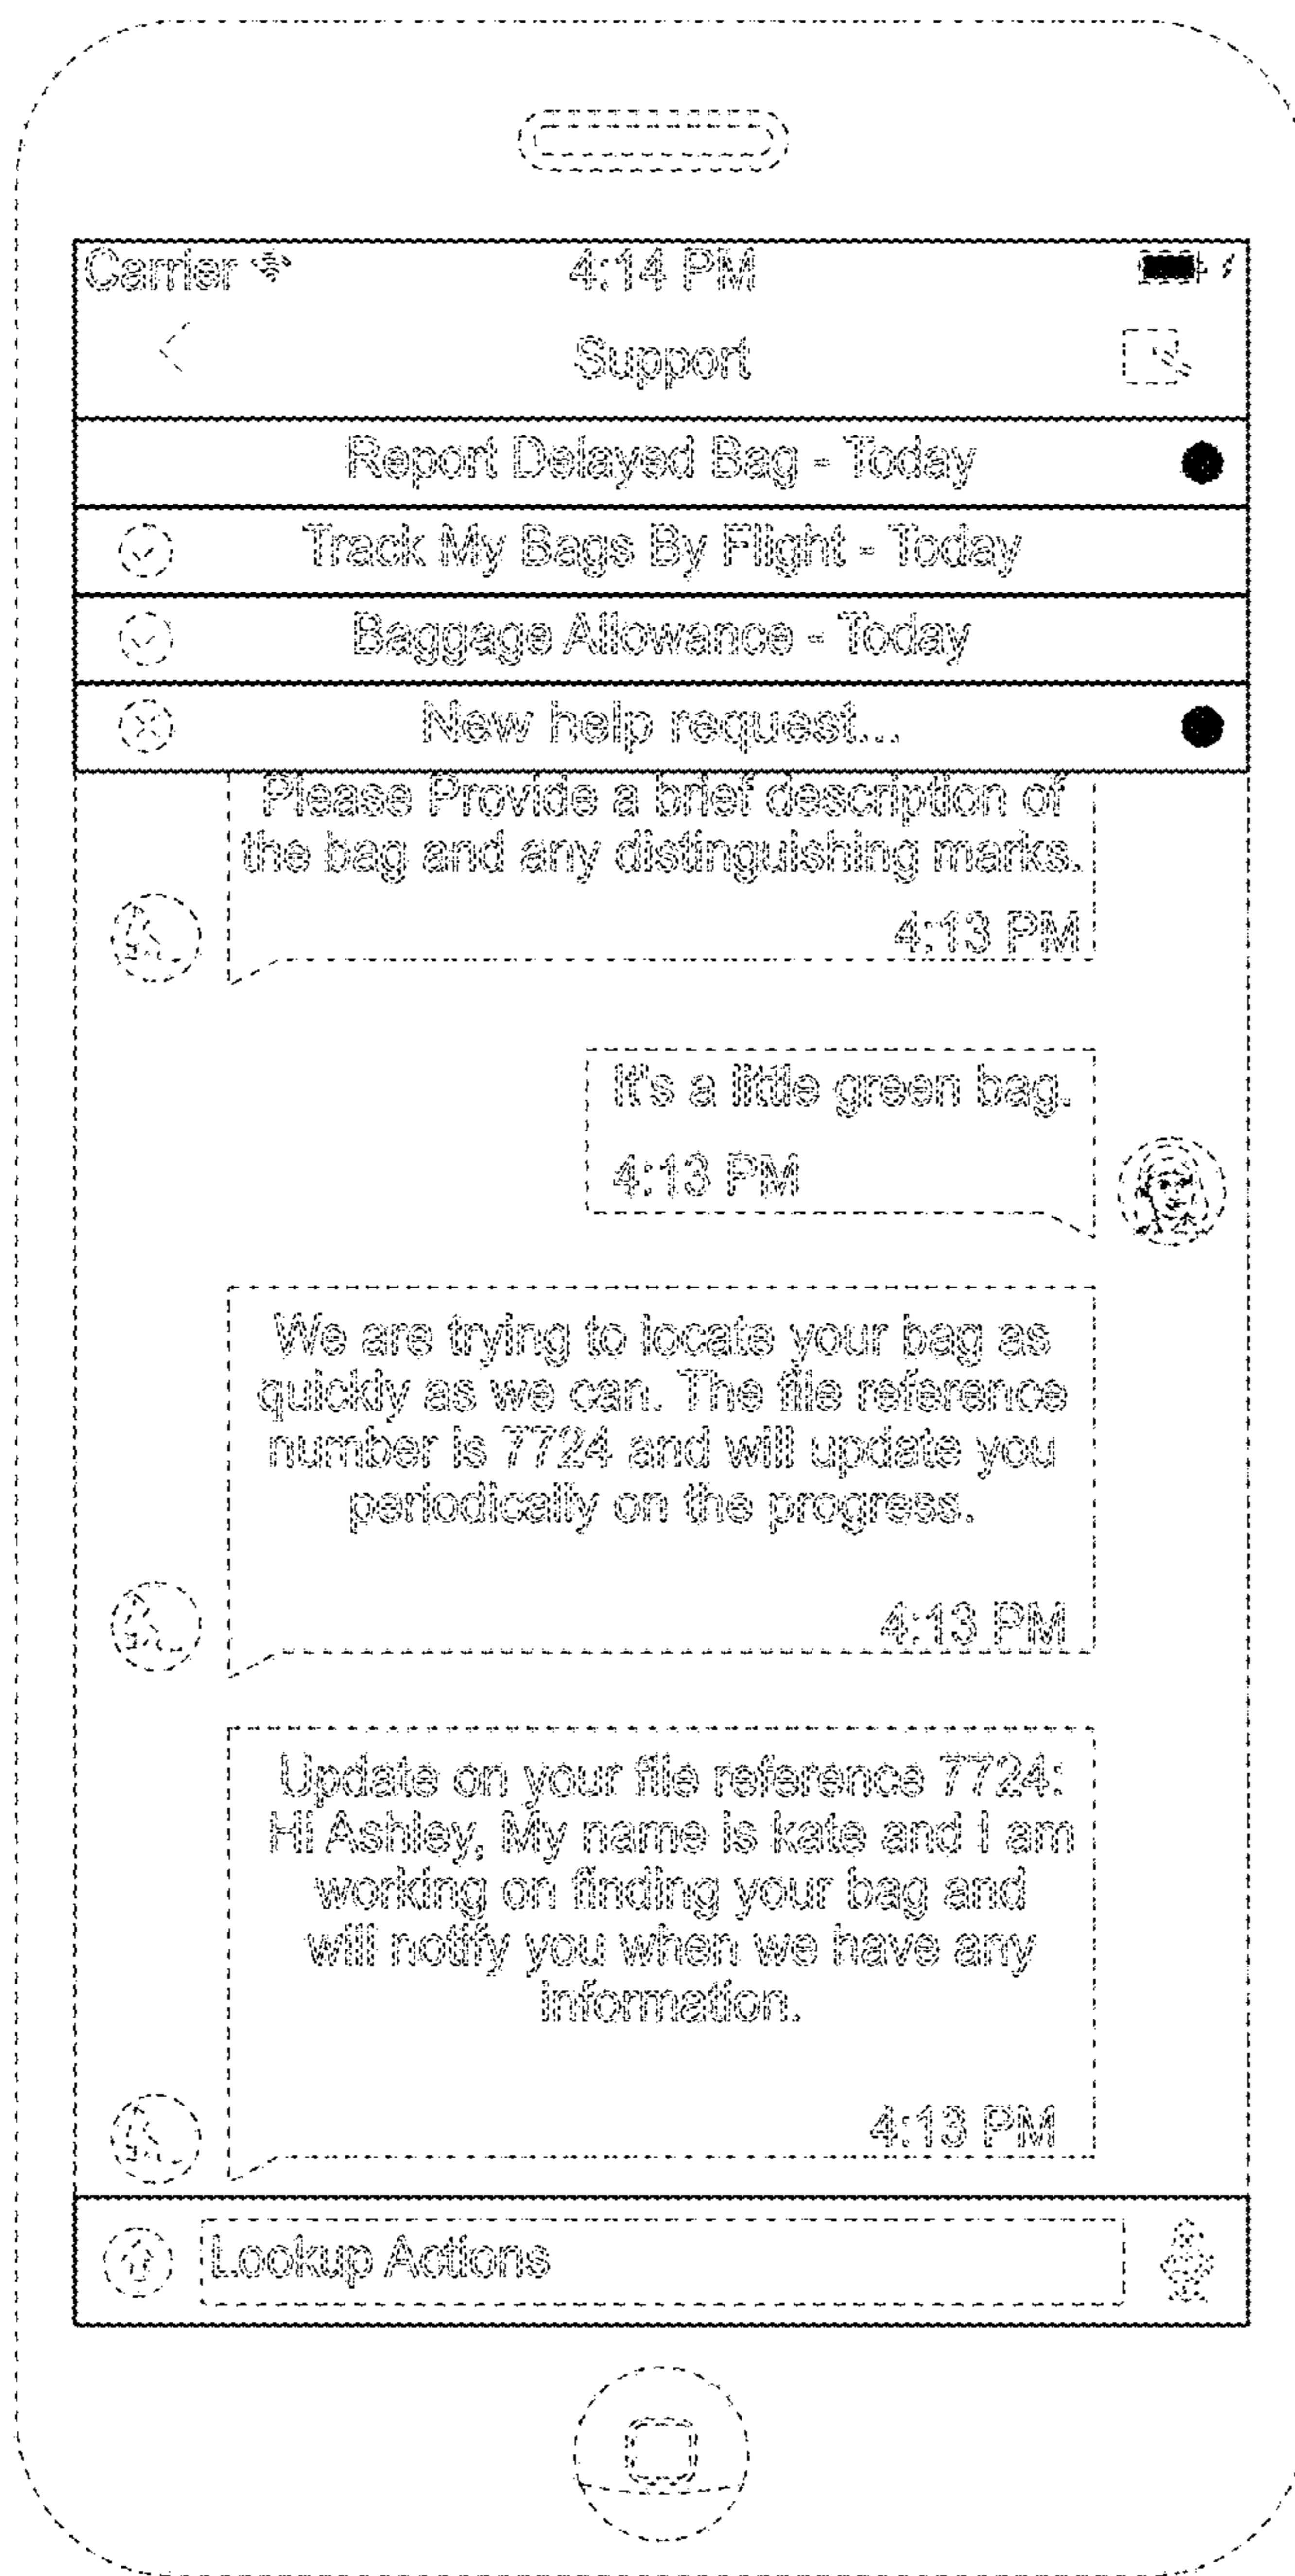 Carrier
4:14 PM
Support
Report Delayed Bag - Today
Track My Bags By Flight - Today
Baggage Allowance - Today
New help request...
Please Provide a brief description of
the bag and any distinguishing marks.
4:13 PM
It's a little green bag.
4:13 PM
We are trying to locate your bag as
quickly as we can. The file reference
number is 7724 and will update you
periodically on the progress.
4:13 PM
Update on your file reference 7724:
Hi Ashley, My name is kate and I am
working on finding your bag and
will notify you when we have any
information.
4:13 PM
Lookup Actions